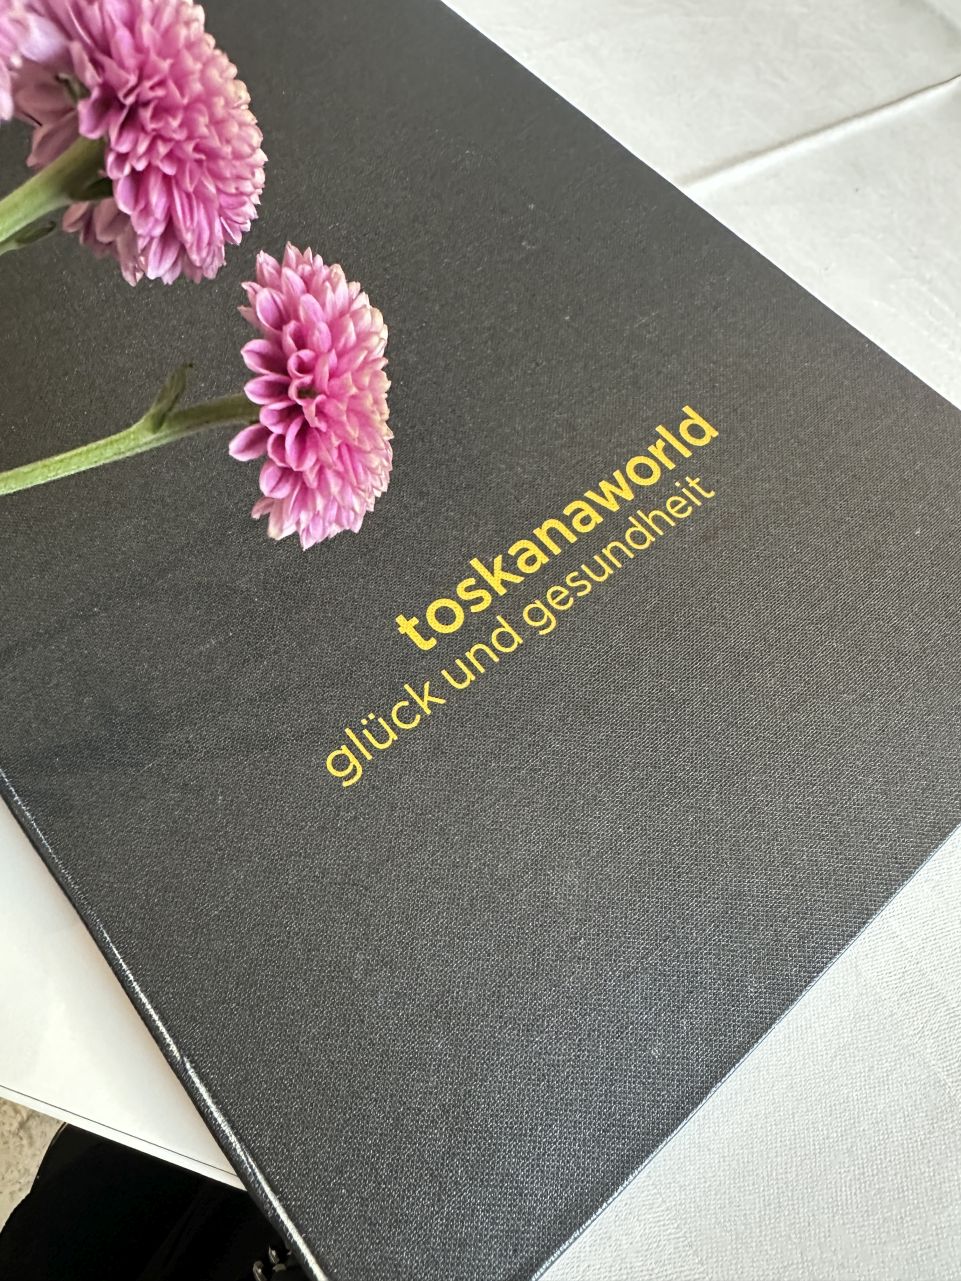 toskanaworld
glück und gesundheit